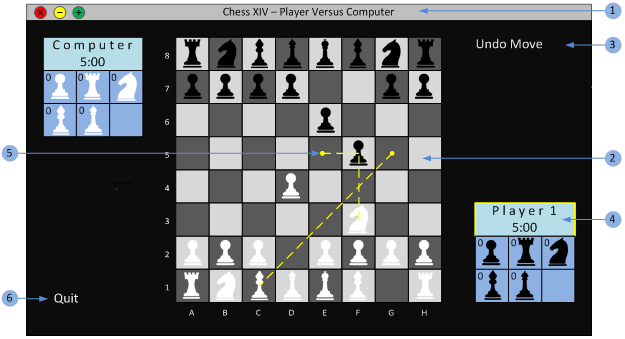 Chess XIV – Player Versus Computer
1
Computer
5:00
0 0 0
0 0
Undo Move
3
8
7
6
5
4
3
2
1
A B C D E F G H
5
2
Player 1
5:00
4
0 0 0
0 0
6
Quit